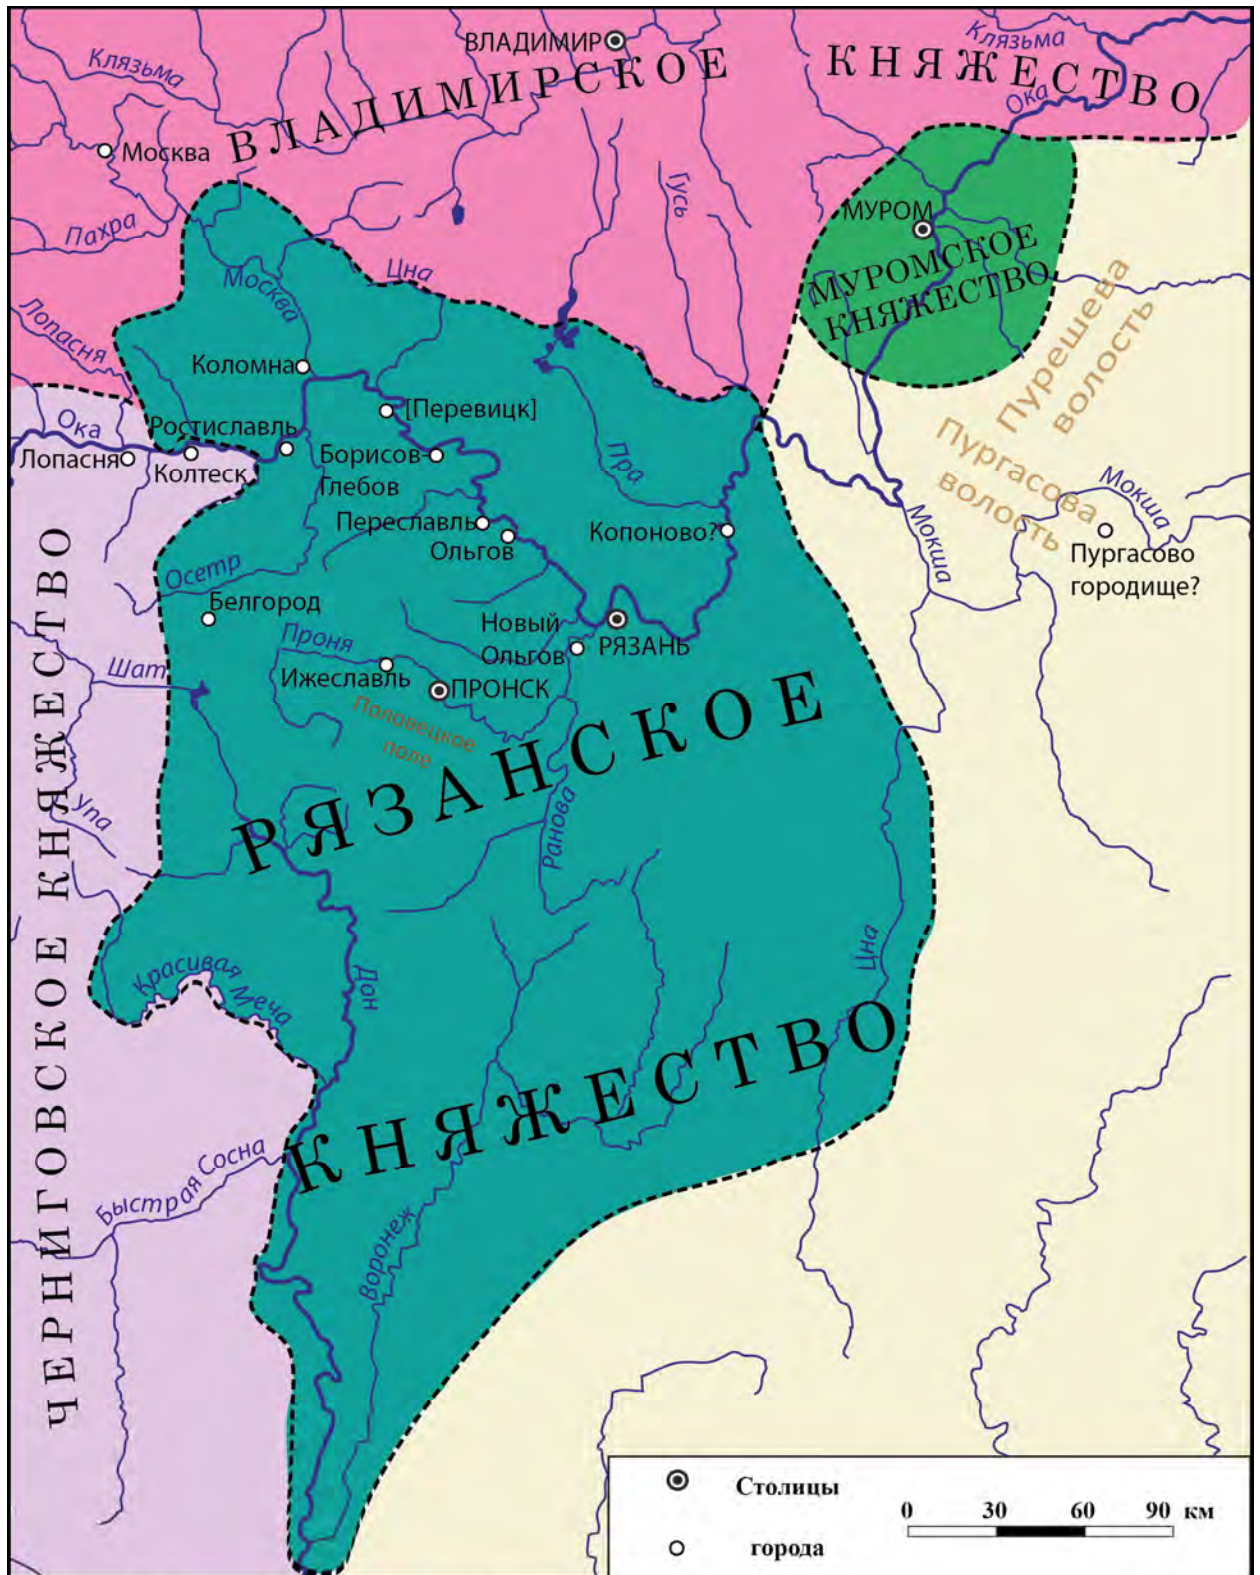 ВЛАДИМИР
Клязьма
Клязьма
ВЛАДИМИРСКОЕ КНЯЖЕСТВО
Ока
Москва
Гусь
Пахра
МУРОМ
МУРОМСКОЕ
КНЯЖЕСТВО
Москва
Цна
Пурешева
волость
Лопасня
Коломна
[Перевицк]
Ока
Ростиславль
Пургасова
волость
Лопасня
Колтеск
Борисов-
Глебов
Пра
Мокша
Мокша
Переславль
Ольгов
Копоново?
Пургасово
городище?
Осетр
Белгород
Проня
Новый
Ольгов
РЯЗАНЬ
Шат
Ижеславль
ПРОНСК
Половецкое
поле
РЯЗАНСКОЕ
Упа
Ранова
ЧЕРНИГОВСКОЕ КНЯЖЕСТВО
Цна
Красивая Меча
Дон
КНЯЖЕСТВО
Быстрая Сосна
Воронеж
Столицы
города
0 30 60 90 км